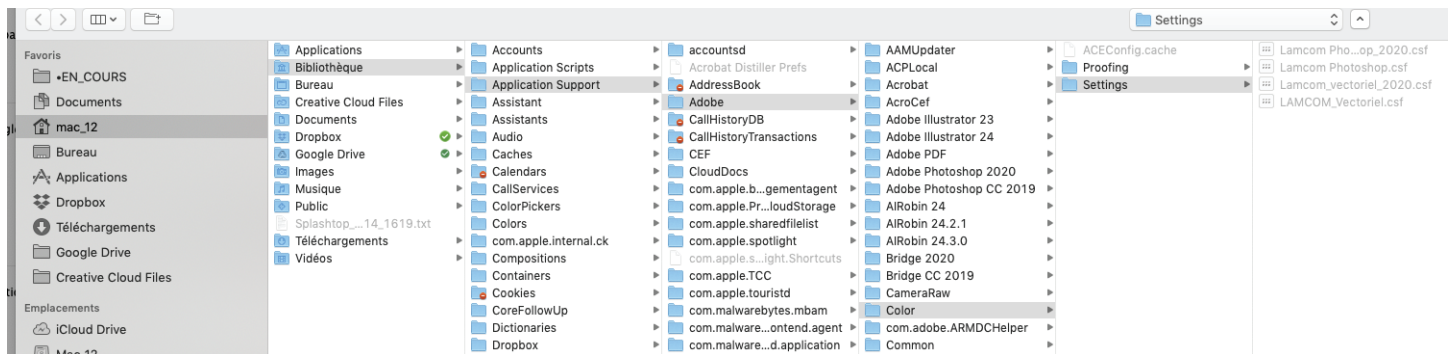 Settings
Favoris
•EN_COURS
Documents
mac_12
Bureau
Applications
Dropbox
Téléchargements
Google Drive
Creative Cloud Files
Emplacements
iCloud Drive
Mac 12
Applications
Bibliothèque
Bureau
Creative Cloud Files
Documents
Dropbox
Google Drive
Images
Musique
Public
Splashtop_...14_1619.txt
Téléchargements
Vidéos
Accounts
Application Scripts
Application Support
Assistant
Assistants
Audio
Caches
Calendars
CallServices
ColorPickers
Colors
com.apple.internal.ck
Compositions
Containers
Cookies
CoreFollowUp
Dictionaries
Dropbox
accountsd
Acrobat Distiller Prefs
AddressBook
Adobe
CallHistoryDB
CallHistoryTransactions
CEF
CloudDocs
com.apple.b...gementagent
com.apple.Pr...loudStorage
com.apple.sharedfilelist
com.apple.spotlight
com.apple.s...ight.Shortcuts
com.apple.TCC
com.apple.touristd
com.malwarebytes.mbam
com.malware...ontend.agent
com.malware...d.application
AAMUpdater
ACPLocal
Acrobat
AcroCef
Adobe Illustrator 23
Adobe Illustrator 24
Adobe PDF
Adobe Photoshop 2020
Adobe Photoshop CC 2019
AIRobin 24
AIRobin 24.2.1
AIRobin 24.3.0
Bridge 2020
Bridge CC 2019
CameraRaw
Color
com.adobe.ARMDCHelper
Common
ACEConfig.cache
Proofing
Settings
Lamcom Pho...op_2020.csf
Lamcom Photoshop.csf
Lamcom_vectoriel_2020.csf
LAMCOM_Vectoriel.csf